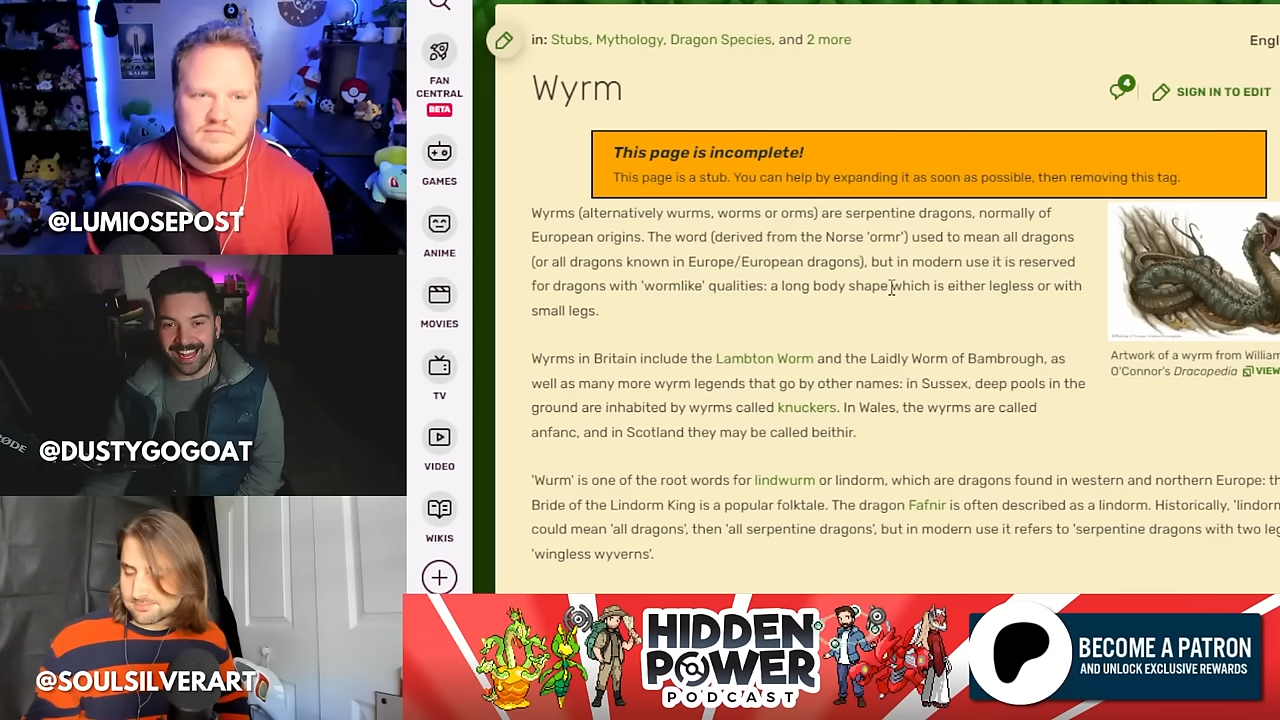 KALOS
@LUMIOSEPOST
RØDE
@DUSTYGOGOAT
@SOULSILVERART
FAN
CENTRAL
BETA
GAMES
ANIME
MOVIES
TV
VIDEO
WIKIS
in: Stubs, Mythology, Dragon Species, and 2 more
Engl
Wyrm
4
SIGN IN TO EDIT
This page is incomplete!
This page is a stub. You can help by expanding it as soon as possible, then removing this tag.
Wyrms (alternatively wurms, worms or orms) are serpentine dragons, normally of
European origins. The word (derived from the Norse 'ormr') used to mean all dragons
(or all dragons known in Europe/European dragons), but in modern use it is reserved
for dragons with 'wormlike' qualities: a long body shape which is either legless or with
small legs.
Artwork of a wyrm from William
O'Connor's Dracopedia VIEW
Wyrms in Britain include the Lambton Worm and the Laidly Worm of Bambrough, as
well as many more wyrm legends that go by other names: in Sussex, deep pools in the
ground are inhabited by wyrms called knuckers. In Wales, the wyrms are called
anfanc, and in Scotland they may be called beithir.
'Wurm' is one of the root words for lindwurm or lindorm, which are dragons found in western and northern Europe: th
Bride of the Lindorm King is a popular folktale. The dragon Fafnir is often described as a lindorm. Historically, 'lindorm
could mean 'all dragons', then 'all serpentine dragons', but in modern use it refers to 'serpentine dragons with two leg
'wingless wyverns'.
HIDDEN
POWER
PODCAST
BECOME A PATRON
AND UNLOCK EXCLUSIVE REWARDS